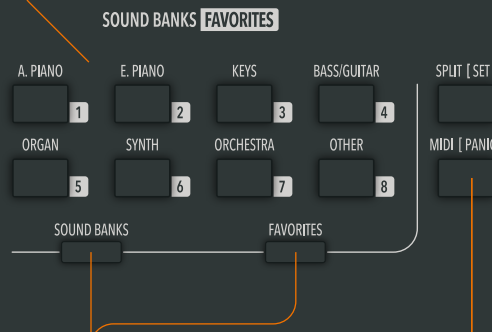 SOUND BANKS FAVORITES
A. PIANO E. PIANO KEYS BASS/GUITAR SPLIT [ SET
1 2 3 4
ORGAN SYNTH ORCHESTRA OTHER MIDI [ PANIC
5 6 7 8
SOUND BANKS FAVORITES